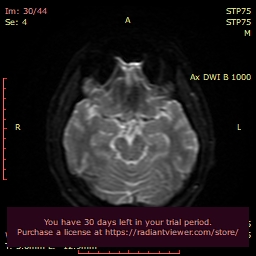 Im: 30/44
Se: 4
A
STP75
STP75
M
Ax DWI B 1000
R
L
You have 30 days left in your trial period.
Purchase a license at https://radiantviewer.com/store/